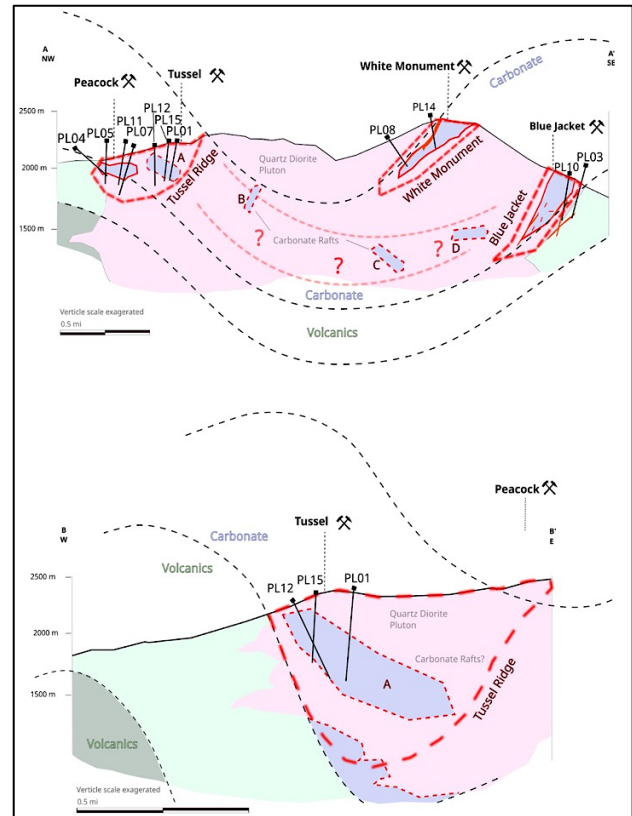 A
NW
A'
SE
White Monument
Carbonate
Peacock
Tussel
PL12
PL15
PL11
PL05
PL07
PL01
PL04
PL14
PL08
Blue Jacket
PL10
PL03
2500 m
2000 m
1500 m
A
Tussel Ridge
Quartz Diorite
Pluton
White Monument
Blue Jacket
B
Carbonate Rafts
?
?
?
C
D
Carbonate
Volcanics
Verticle scale exagerated
0.5 mi
Peacock
B
W
B'
E
Carbonate
Tussel
Volcanics
PL12
PL15
PL01
2500 m
2000 m
1500 m
Quartz Diorite
Pluton
Carbonate Rafts?
A
Tussel Ridge
Volcanics
Verticle scale exagerated
0.5 mi